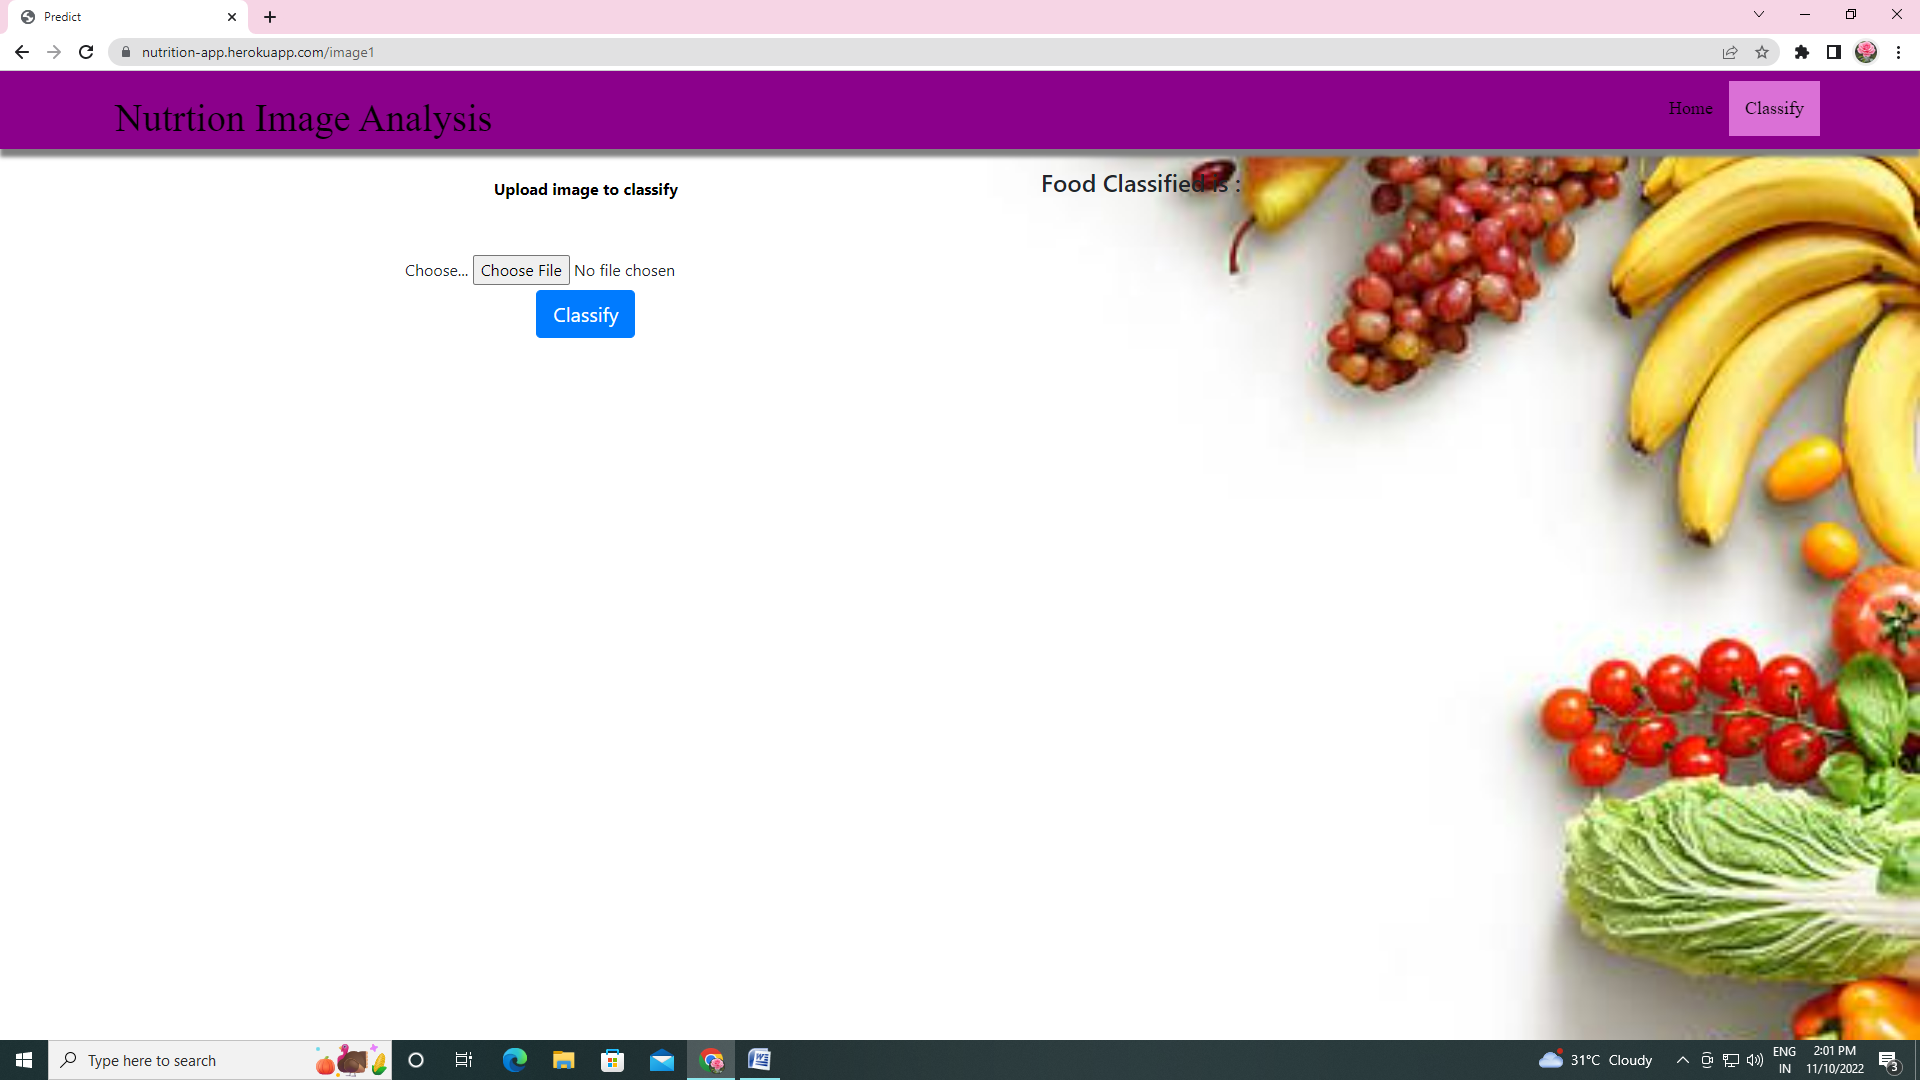 Predict
nutrition-app.herokuapp.com/image1
Nutrtion Image Analysis
Home
Classify
Upload image to classify
Food Classified is :
Choose... Choose File No file chosen
Classify
Type here to search
31°C Cloudy
ENG
IN
2:01 PM
11/10/2022
3